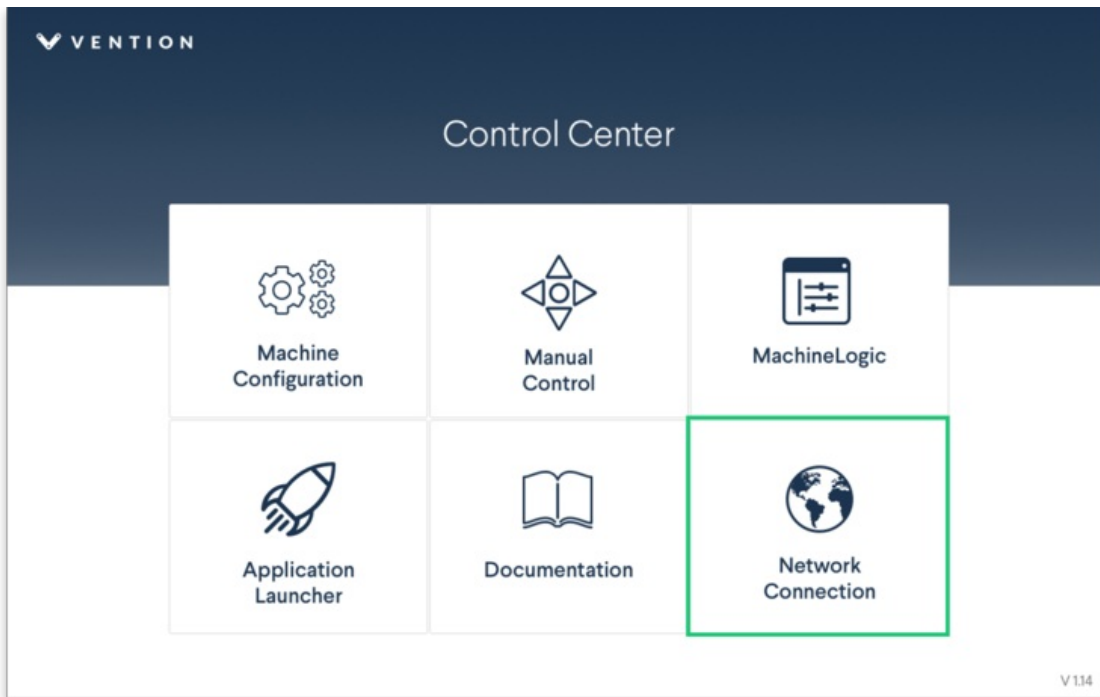 VENTION
Control Center
Machine
Configuration
Manual
Control
MachineLogic
Application
Launcher
Documentation
Network
Connection
V 1.14